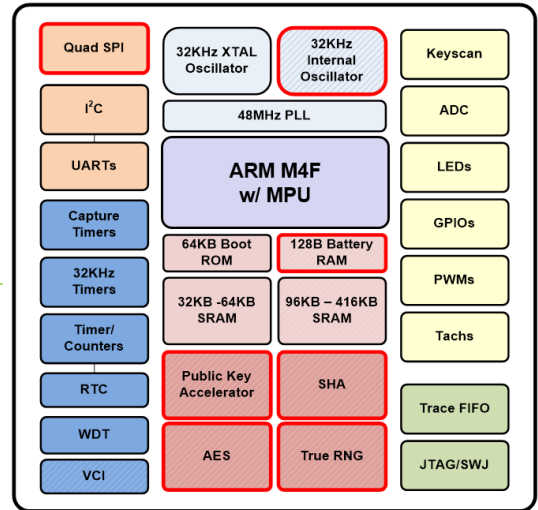 Quad SPI
I²C
UARTs
Capture
Timers
32KHz
Timers
Timer/
Counters
RTC
WDT
VCI
32KHz XTAL
Oscillator
32KHz
Internal
Oscillator
48MHz PLL
ARM M4F
w/ MPU
64KB Boot
ROM
128B Battery
RAM
32KB -64KB
SRAM
96KB – 416KB
SRAM
Public Key
Accelerator
SHA
AES
True RNG
Keyscan
ADC
LEDs
GPIOs
PWMs
Tachs
Trace FIFO
JTAG/SWJ